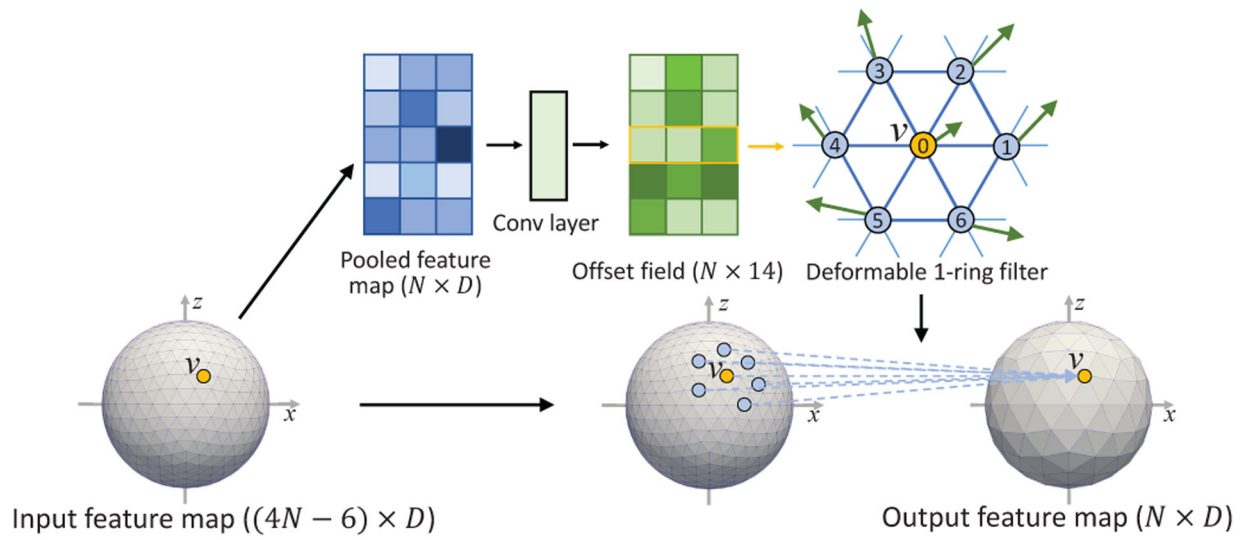 3
2
4
v
0
1
5
6
Conv layer
Pooled feature
map (N × D)
Offset field (N × 14)
Deformable 1-ring filter
z
z
z
v
v
v
x
x
x
Input feature map ((4N − 6) × D)
Output feature map (N × D)